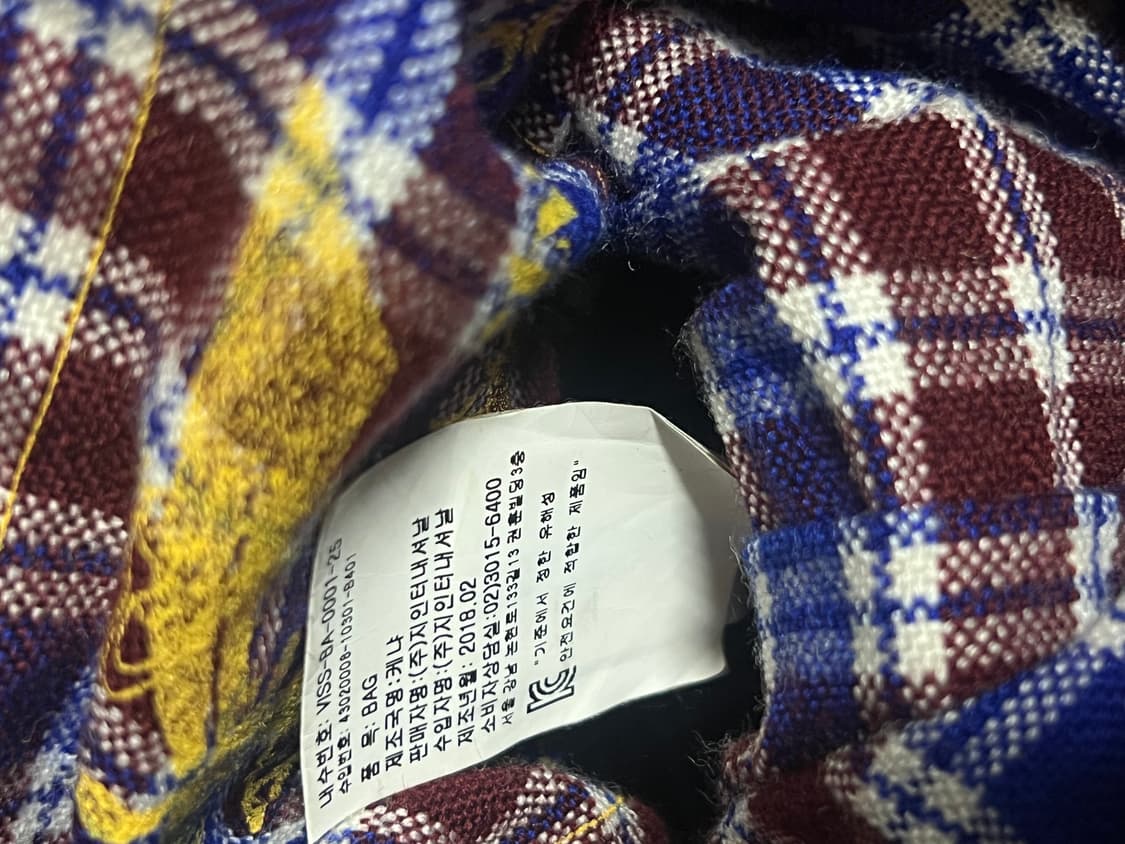 내수번호: VISS-BA-0001-25
수입번호: 43020008-10301-8401
품 목: BAG
제조국명:케냐
판매자명:(주)지인터내셔날
수입자명:(주)지인터내셔날
제조년월: 2018.02
소비자상담실:02)3015-6400
서울 강남 논현로133길 13 권훈빌딩3층
"기준에서 정한 유해성
안전요건에 적합한 제품임"